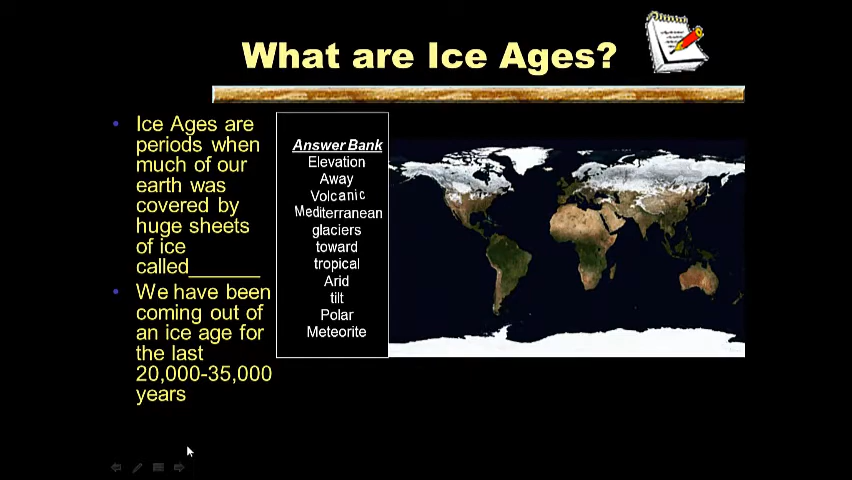 What are Ice Ages?
• Ice Ages are
periods when
much of our
earth was
covered by
huge sheets
of ice
called______
• We have been
coming out of
an ice age for
the last
20,000-35,000
years
Answer Bank
Elevation
Away
Volcanic
Mediterranean
glaciers
toward
tropical
Arid
tilt
Polar
Meteorite